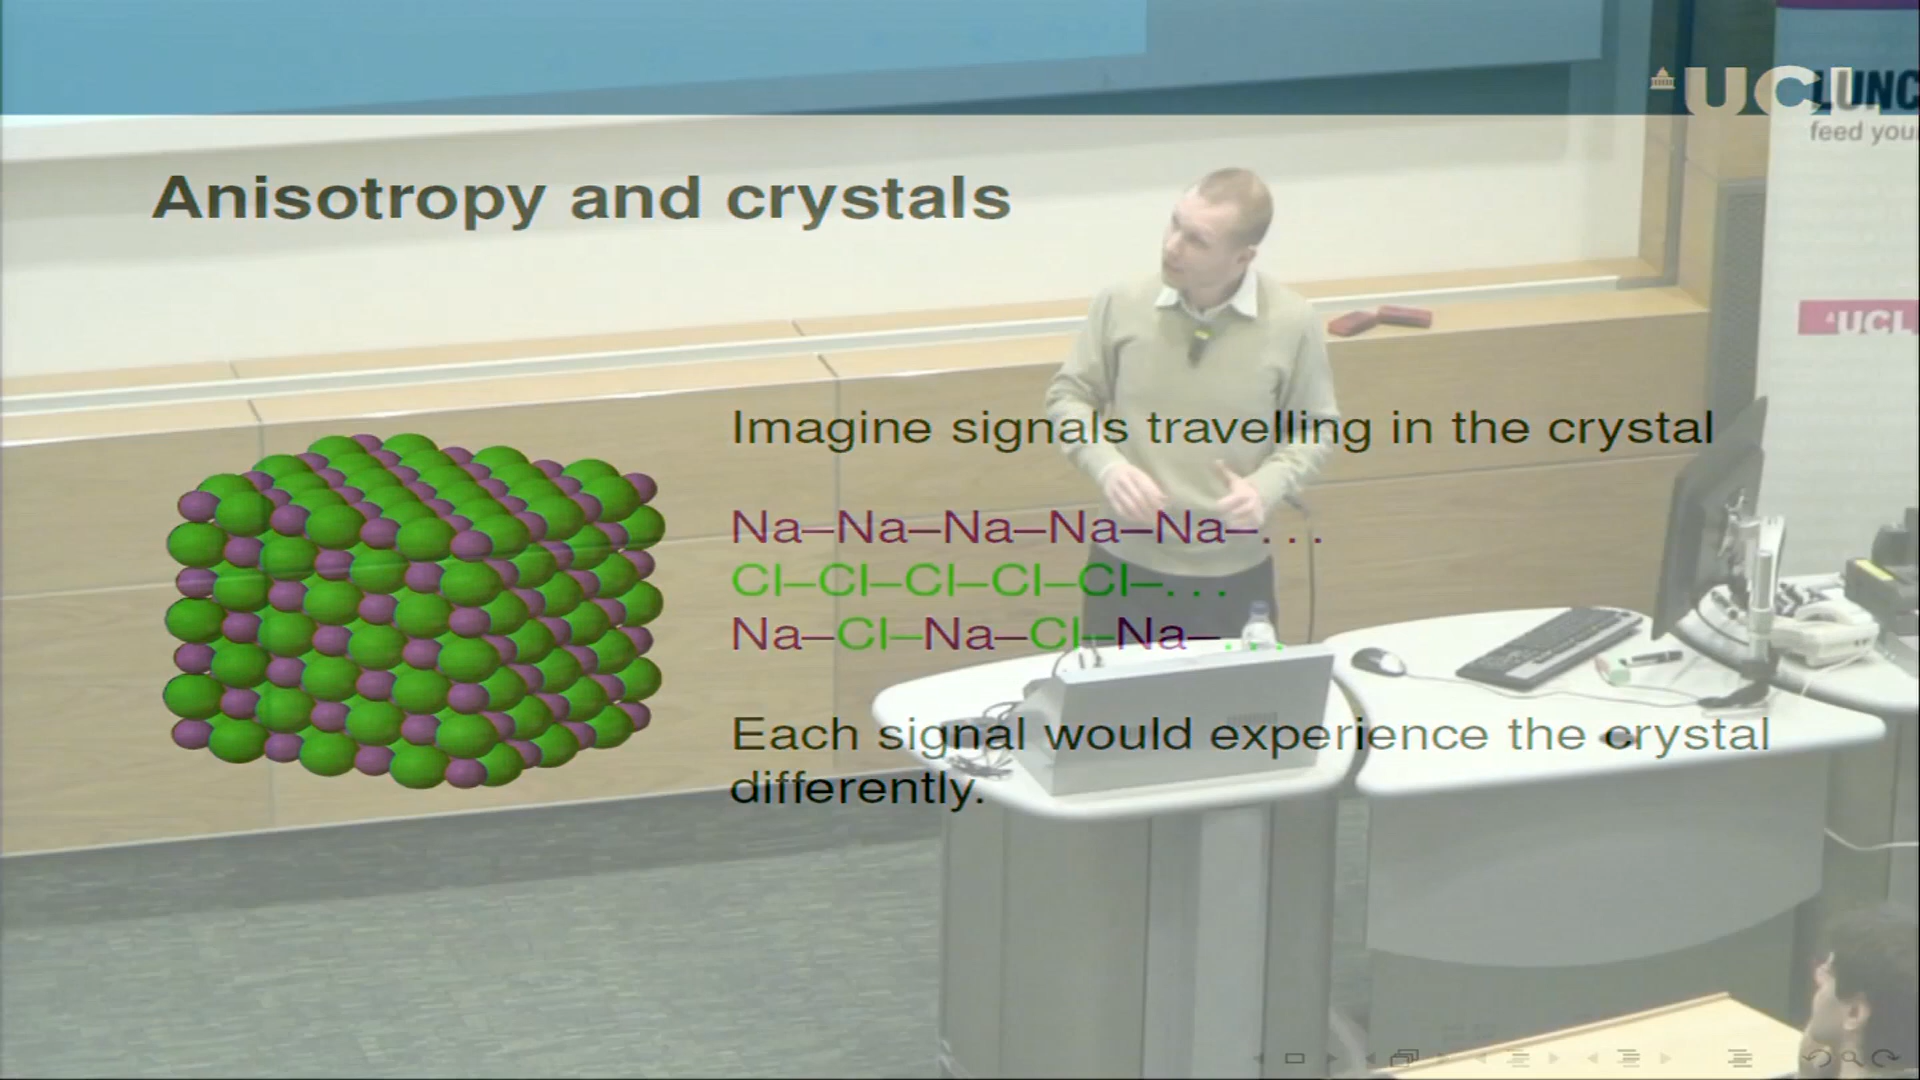 UCL
LUNC
feed you
Anisotropy and crystals
UCL
Imagine signals travelling in the crystal
Na–Na–Na–Na–Na–...
Cl–Cl–Cl–Cl–Cl–...
Na–Cl–Na–Cl–Na–...
Each signal would experience the crystal
differently.